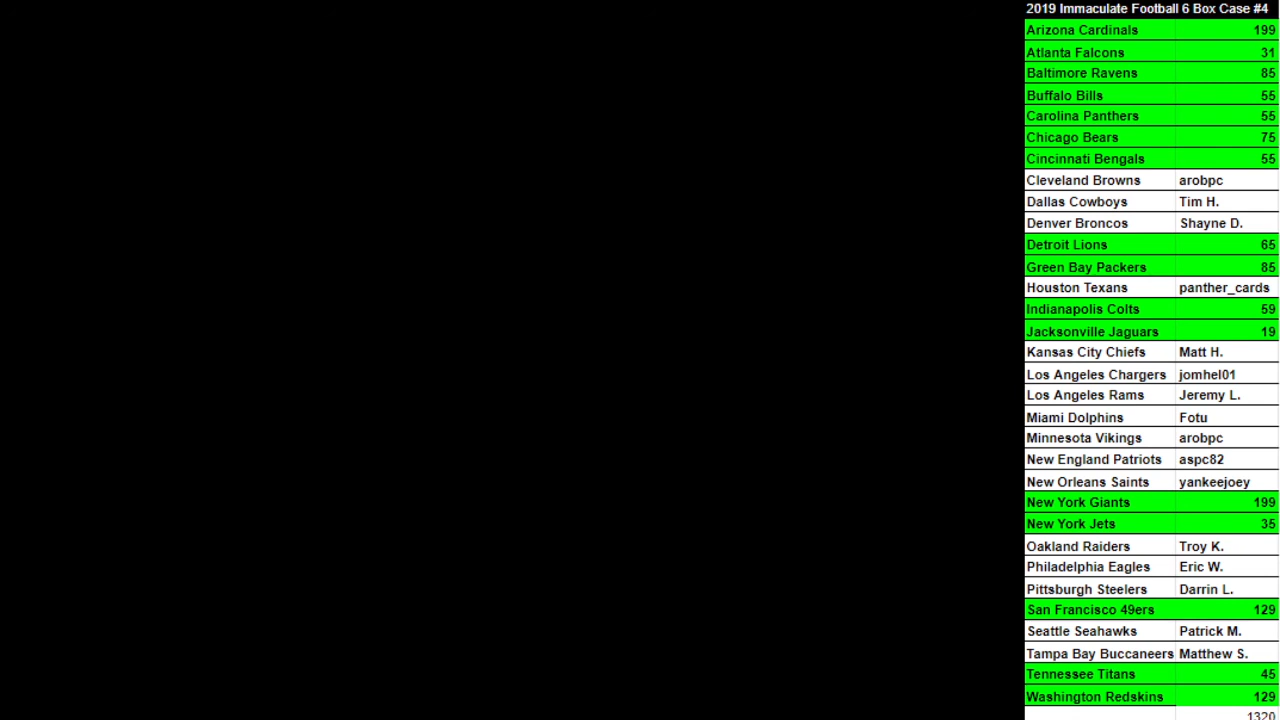 2019 Immaculate Football 6 Box Case #4
Arizona Cardinals 199
Atlanta Falcons 31
Baltimore Ravens 85
Buffalo Bills 55
Carolina Panthers 55
Chicago Bears 75
Cincinnati Bengals 55
Cleveland Browns arobpc
Dallas Cowboys Tim H.
Denver Broncos Shayne D.
Detroit Lions 65
Green Bay Packers 85
Houston Texans panther_cards
Indianapolis Colts 59
Jacksonville Jaguars 19
Kansas City Chiefs Matt H.
Los Angeles Chargers jomhel01
Los Angeles Rams Jeremy L.
Miami Dolphins Fotu
Minnesota Vikings arobpc
New England Patriots aspc82
New Orleans Saints yankeejoey
New York Giants 199
New York Jets 35
Oakland Raiders Troy K.
Philadelphia Eagles Eric W.
Pittsburgh Steelers Darrin L.
San Francisco 49ers 129
Seattle Seahawks Patrick M.
Tampa Bay Buccaneers Matthew S.
Tennessee Titans 45
Washington Redskins 129
1320